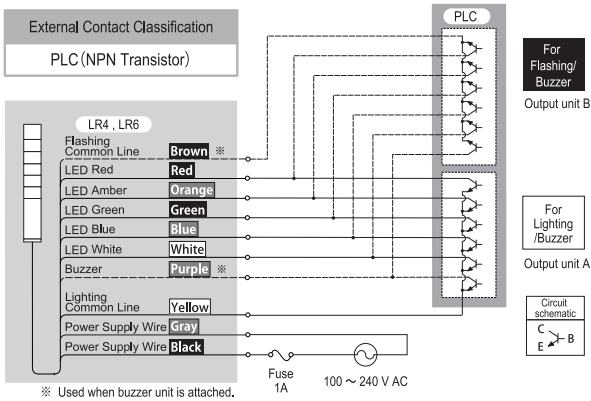 External Contact Classification
PLC(NPN Transistor)
PLC
For
Flashing/
Buzzer
Output unit B
LR4 , LR6
Flashing
Common Line Brown ※
LED Red Red
LED Amber Orange
LED Green Green
LED Blue Blue
LED White White
Buzzer Purple ※
Lighting
Common Line Yellow
Power Supply Wire Gray
Power Supply Wire Black
For
Lighting
/Buzzer
Output unit A
Circuit
schematic
C
B
E
Fuse
1A
100 ~ 240 V AC
※ Used when buzzer unit is attached.